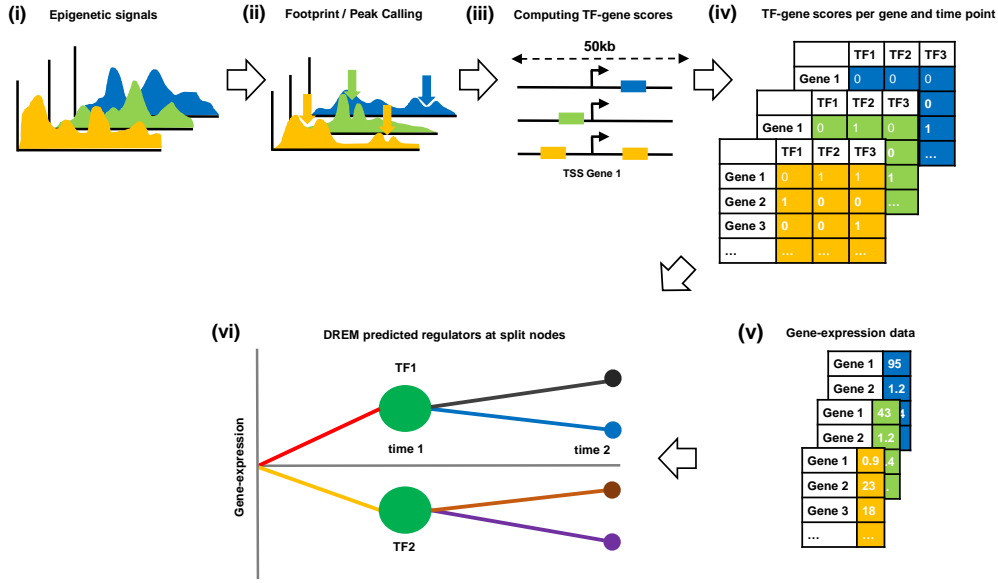 (i) Epigenetic signals
(ii) Footprint / Peak Calling
(iii) Computing TF-gene scores
50kb
TSS Gene 1
(iv) TF-gene scores per gene and time point
TF1 TF2 TF3
Gene 1 0 0 0
0
1
...
TF1 TF2 TF3
Gene 1 0 1 0
0
1
...
TF1 TF2 TF3
Gene 1 0 1 1
Gene 2 1 0 0
Gene 3 0 0 1
... ... ... ...
(v) Gene-expression data
Gene 1 95
Gene 2 1.2
4
Gene 1 43
Gene 2 1.2
.4
.
Gene 1 0.9
Gene 2 23
Gene 3 18
... ...
(vi) DREM predicted regulators at split nodes
Gene-expression
TF1
time 1
time 2
TF2